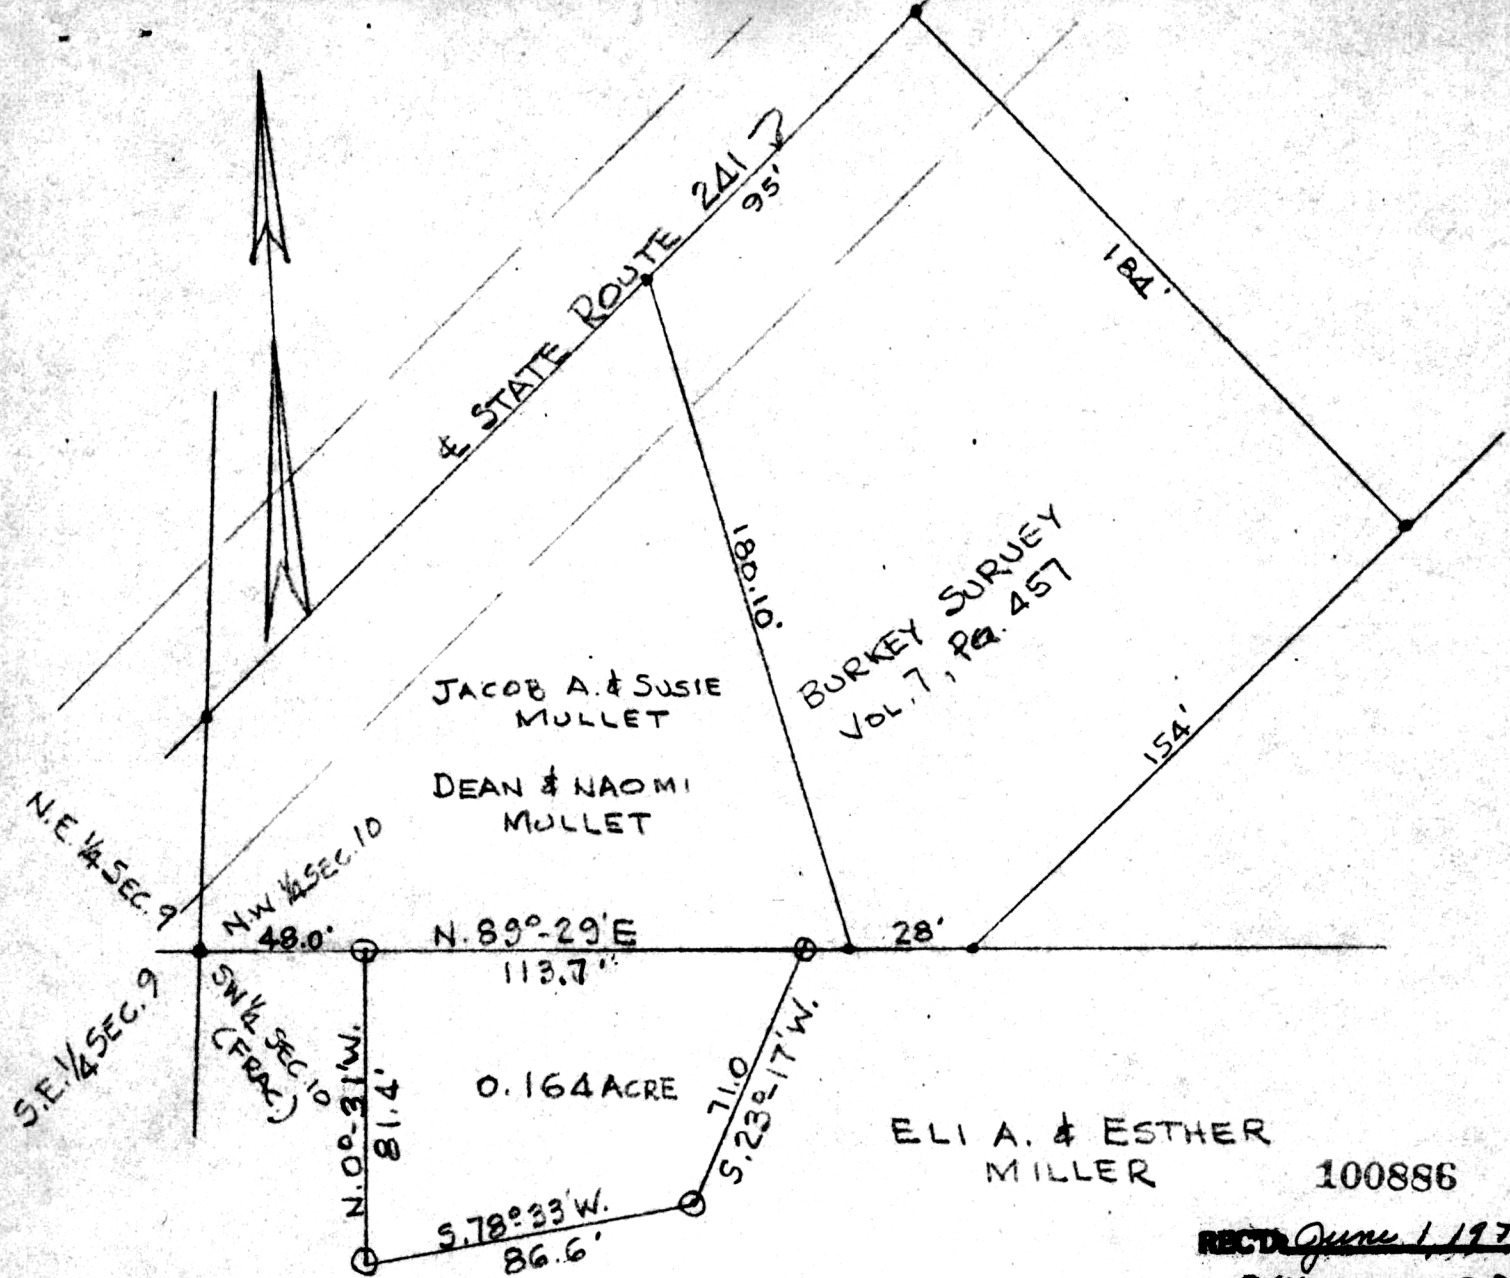 ℄ STATE ROUTE 241
95'
184'
180.10'
BURKEY SURVEY
VOL. 7, PG. 457
154'
JACOB A. & SUSIE
MULLET
DEAN & NAOMI
MULLET
N.E. 1/4 SEC. 9
N.W 1/4 SEC. 10
48.0'
N. 89°-29'E
113.7'
28'
S.E. 1/4 SEC. 9
SW 1/4 SEC 10
(FRAC.)
N. 0°-31'W.
81.4'
0.164 ACRE
71.0
S. 23°-17'W.
S. 78°33'W.
86.6'
ELI A. & ESTHER
MILLER
100886
REC'D June 1, 197